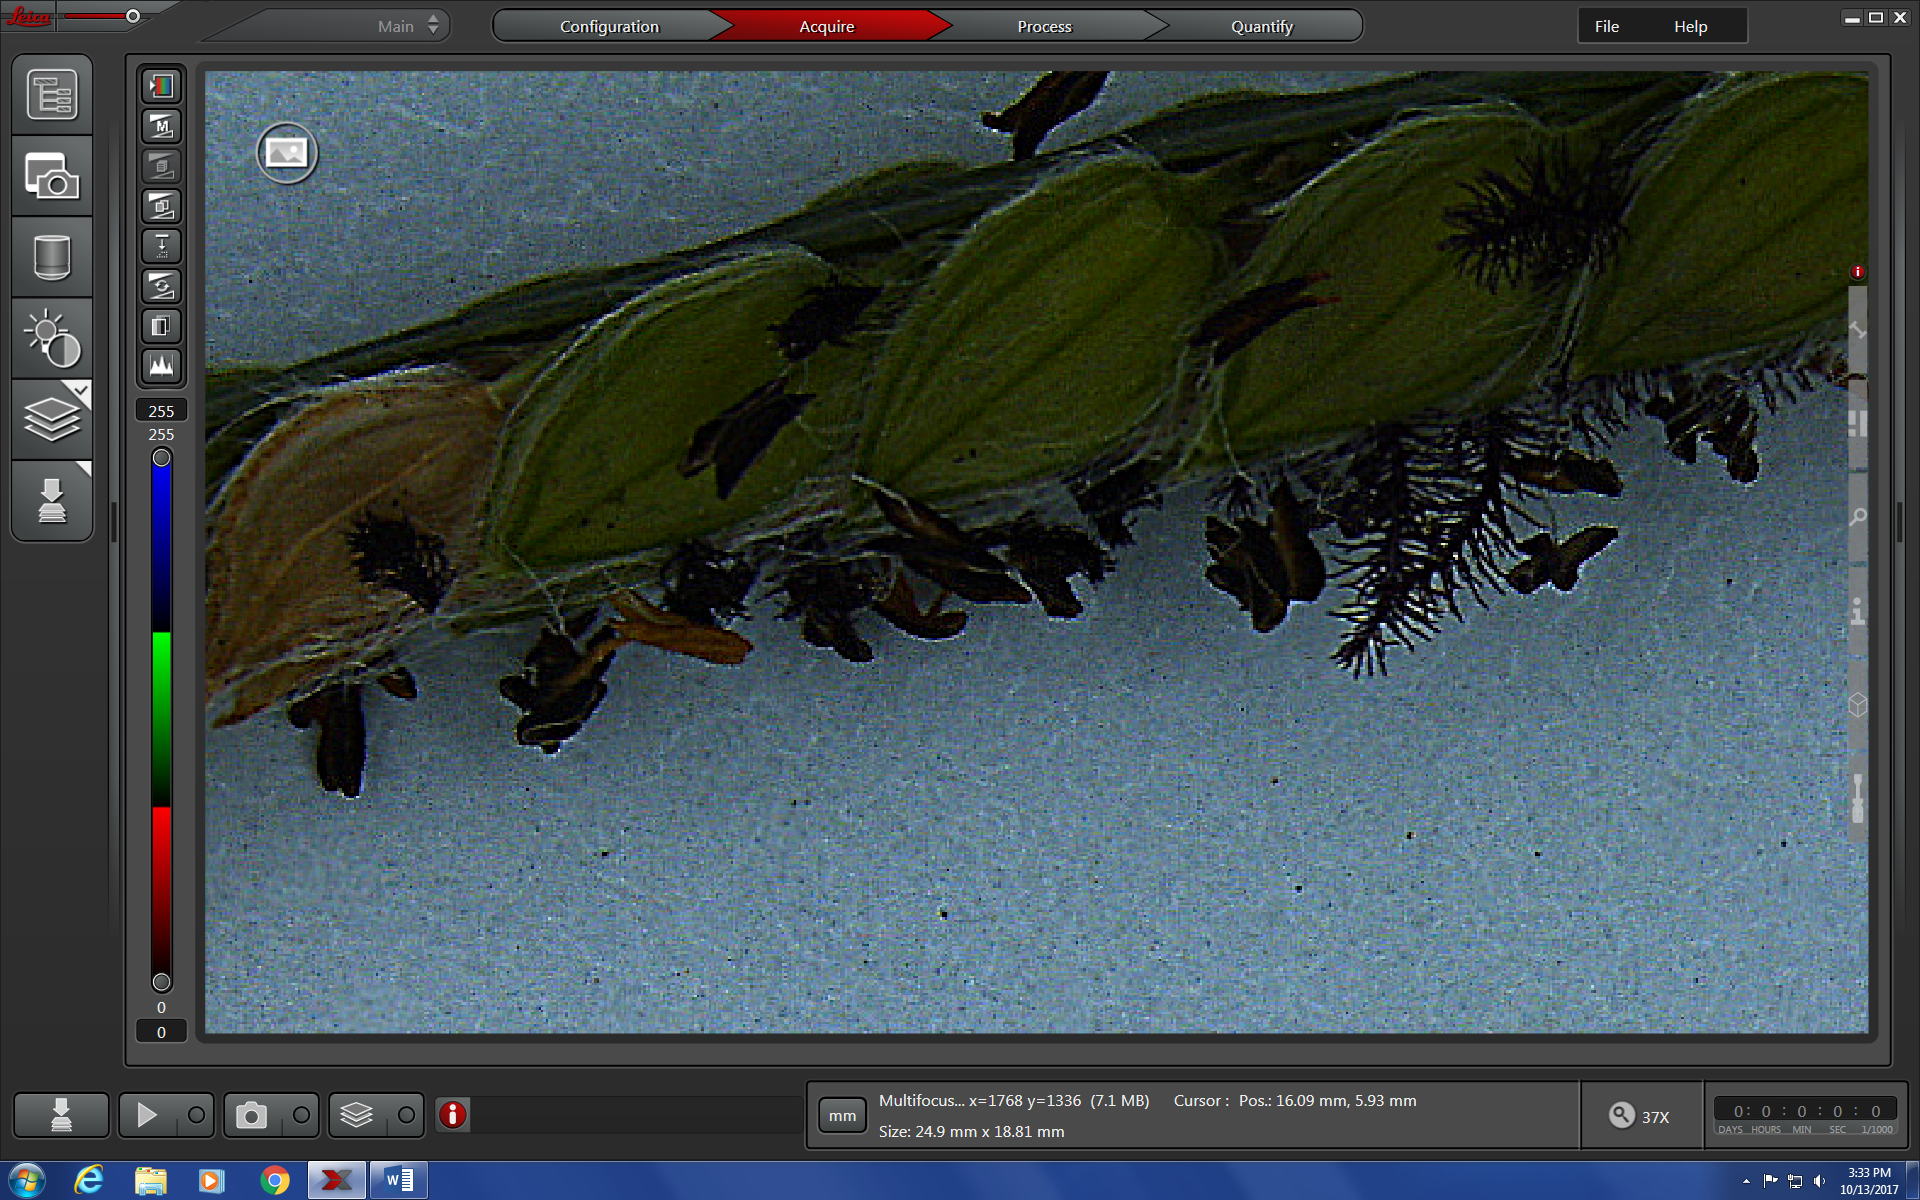 Leica
Main
Configuration
Acquire
Process
Quantify
File
Help
M
255
255
0
0
mm
Multifocus... x=1768 y=1336 (7.1 MB)
Cursor : Pos.: 16.09 mm, 5.93 mm
Size: 24.9 mm x 18.81 mm
37X
0: 0 : 0 : 0 : 0
DAYS HOURS MIN SEC 1/1000
W
3:33 PM
10/13/2017